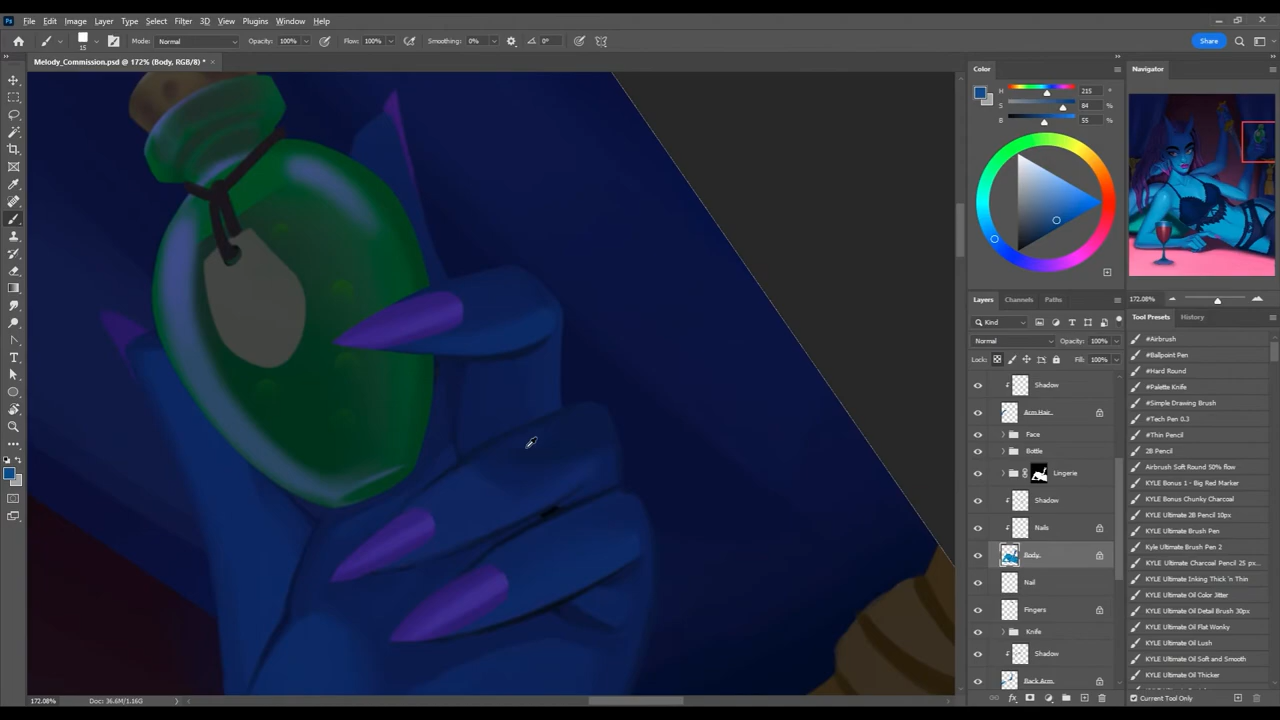 Ps File Edit Image Layer Type Select Filter 3D View Plugins Window Help
15 Mode: Normal Opacity: 100% Flow: 100% Smoothing: 0% 0° Share
Melody_Commission.psd @ 172% (Body, RGB/8) * ×
Color
H 215 °
S 84 %
B 55 %
Navigator
172.08%
Layers Channels Paths
Kind
Normal Opacity: 100%
Lock: Fill: 100%
Shadow
Arm Hair
Face
Bottle
Lingerie
Shadow
Nails
Body
Nail
Fingers
Knife
Shadow
Back Arm
Tool Presets History
#Airbrush
#Ballpoint Pen
#Hard Round
#Palette Knife
#Simple Drawing Brush
#Tech Pen 0.3
#Thin Pencil
2B Pencil
Airbrush Soft Round 50% flow
KYLE Bonus 1 - Big Red Marker
KYLE Bonus Chunky Charcoal
KYLE Ultimate 2B Pencil 10px
KYLE Ultimate Brush Pen
Kyle Ultimate Brush Pen 2
KYLE Ultimate Charcoal Pencil 25 px...
KYLE Ultimate Inking Thick 'n Thin
KYLE Ultimate Oil Color Jitter
KYLE Ultimate Oil Detail Brush 30px
KYLE Ultimate Oil Flat Wonky
KYLE Ultimate Oil Lush
KYLE Ultimate Oil Soft and Smooth
KYLE Ultimate Oil Thicker
Current Tool Only
172.08% Doc: 36.6M/1.16G